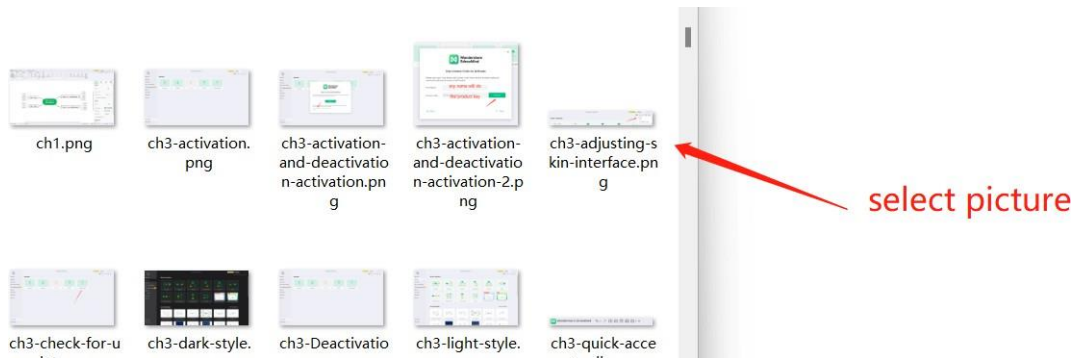 ch1.png
ch3-activation.
png
ch3-activation-
and-deactivatio
n-activation.pn
g
ch3-activation-
and-deactivatio
n-activation-2.p
ng
ch3-adjusting-s
kin-interface.pn
g
select picture
ch3-check-for-u
ch3-dark-style.
ch3-Deactivatio
ch3-light-style.
ch3-quick-acce